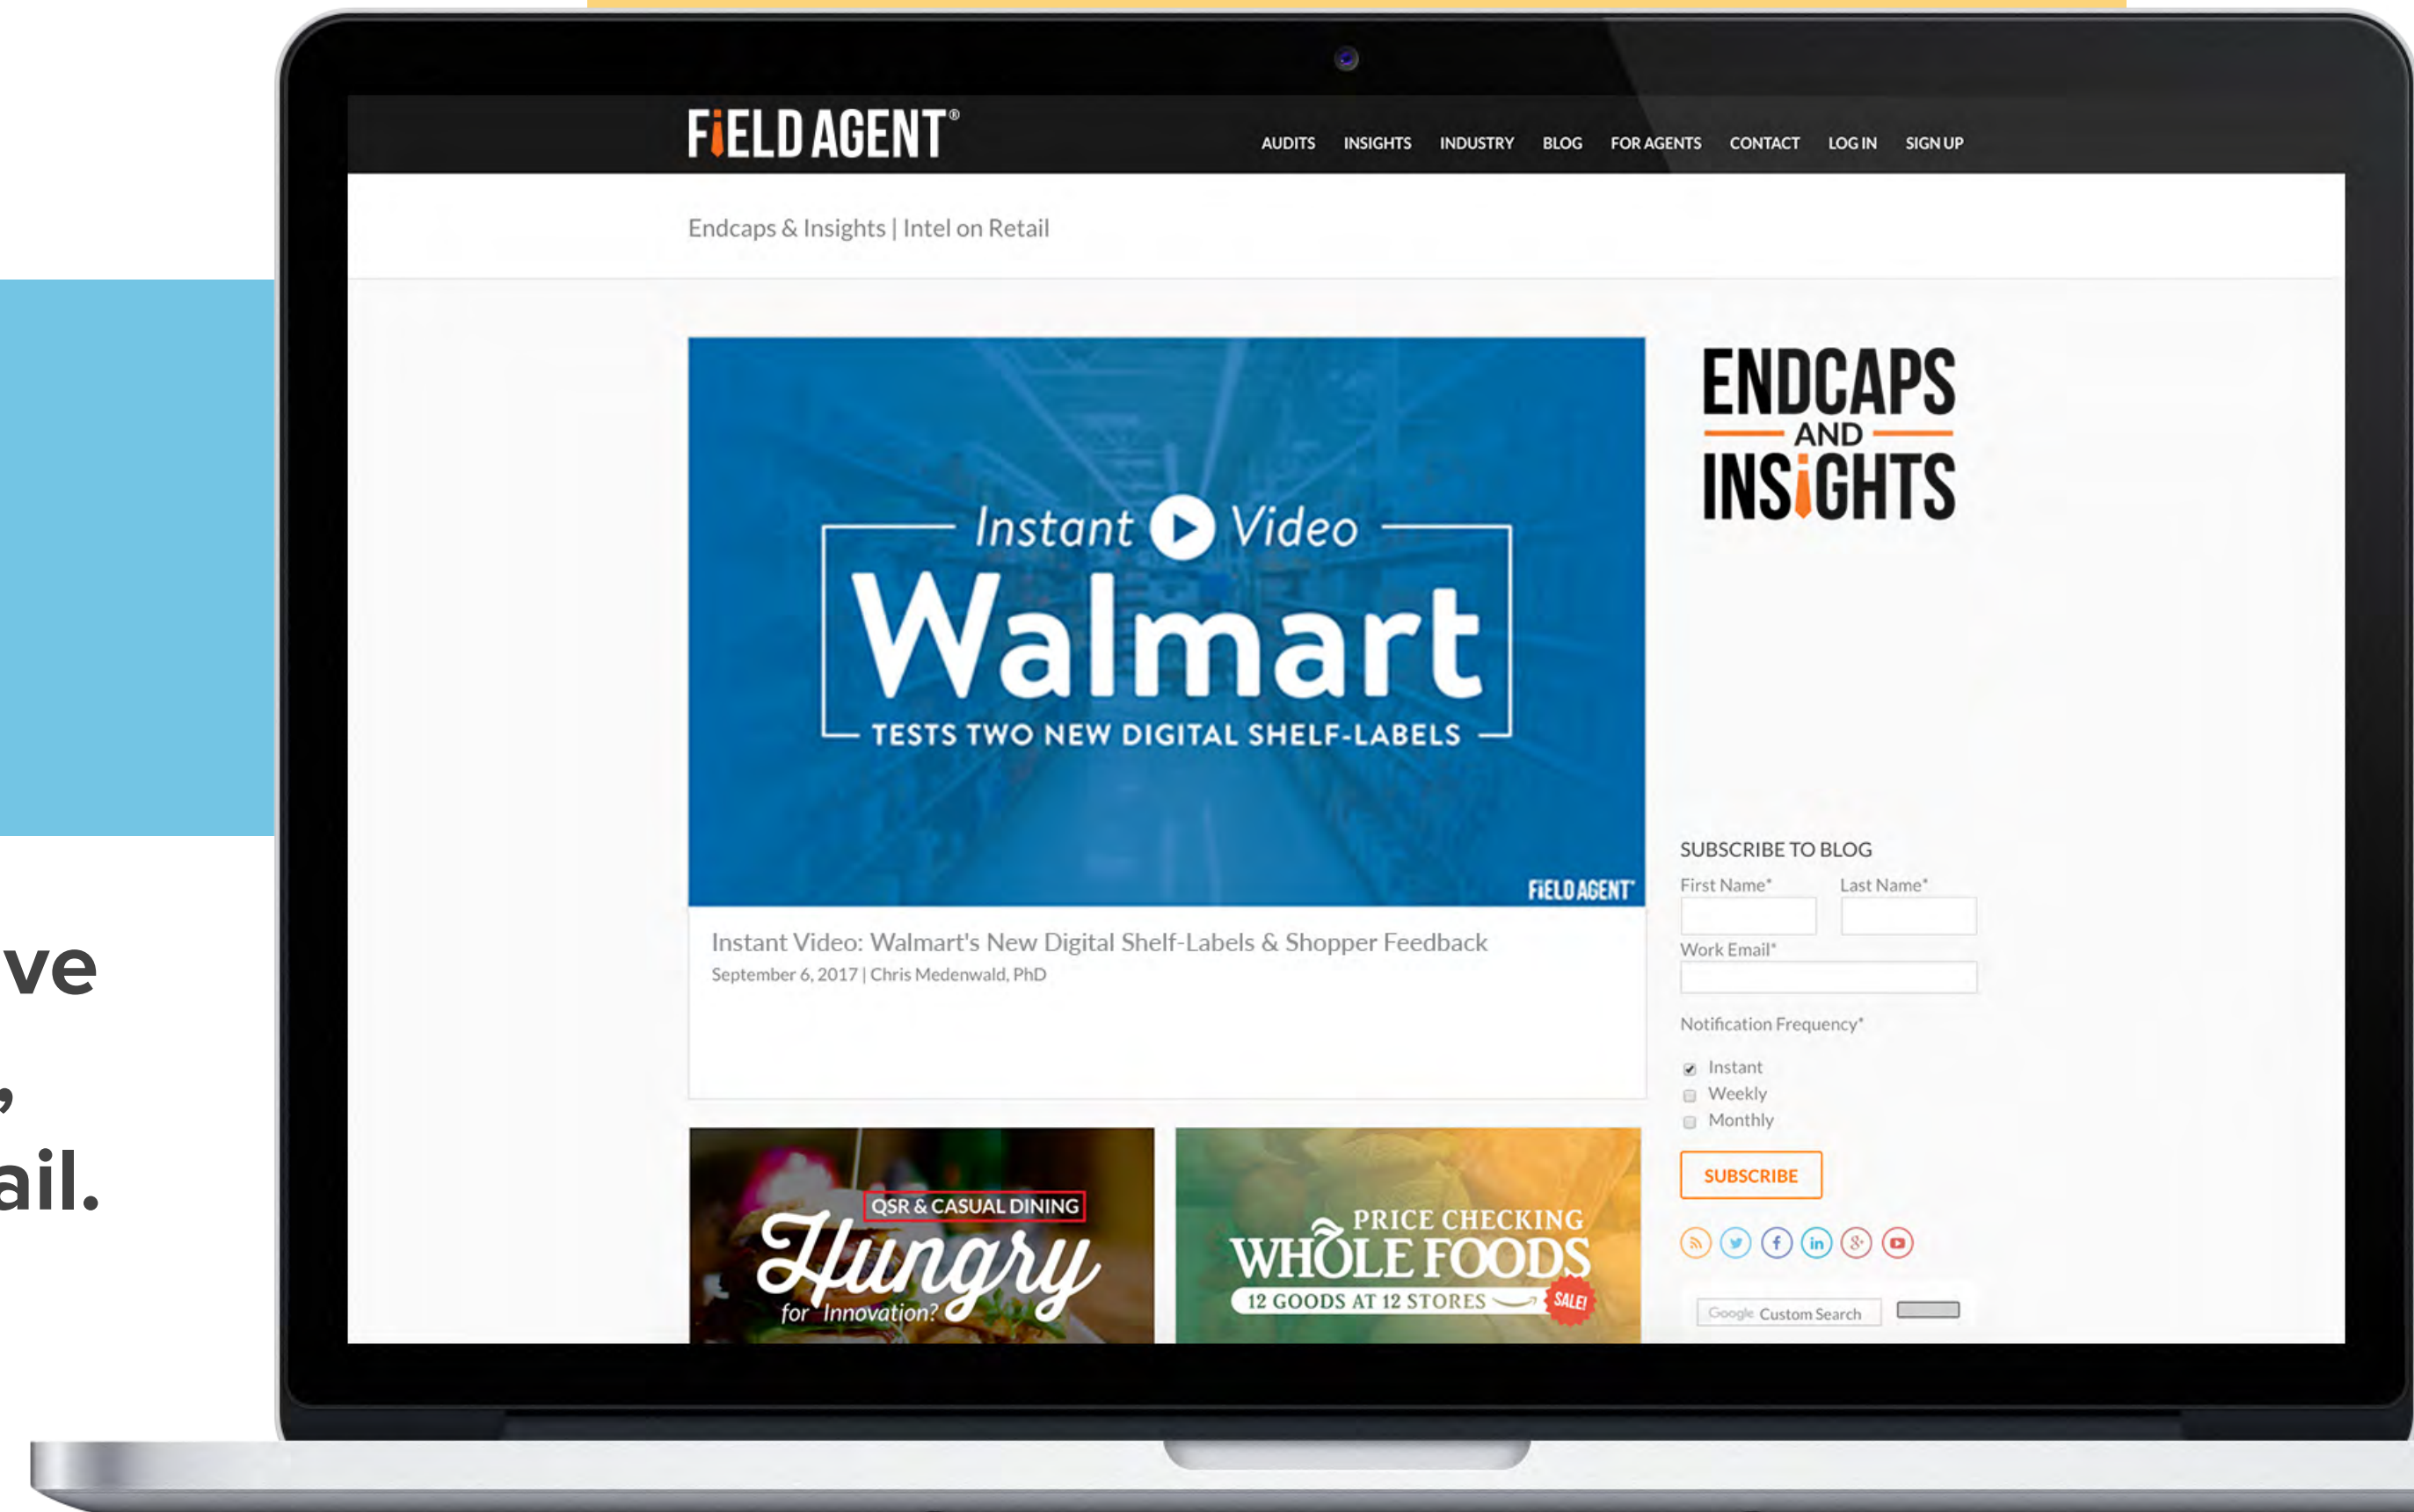 FiELD AGENT®
AUDITS INSIGHTS INDUSTRY BLOG FOR AGENTS CONTACT LOG IN SIGN UP
Endcaps & Insights | Intel on Retail
Instant Video
Walmart
TESTS TWO NEW DIGITAL SHELF-LABELS
FiELD AGENT®
Instant Video: Walmart's New Digital Shelf-Labels & Shopper Feedback
September 6, 2017 | Chris Medenwald, PhD
QSR & CASUAL DINING
Hungry
for Innovation?
PRICE CHECKING
WHOLE FOODS
12 GOODS AT 12 STORES
SALE!
ENDCAPS
AND
INSiGHTS
SUBSCRIBE TO BLOG
First Name* Last Name*
Work Email*
Notification Frequency*
Instant
Weekly
Monthly
SUBSCRIBE
f in g+
Google Custom Search
ve
,
ail.